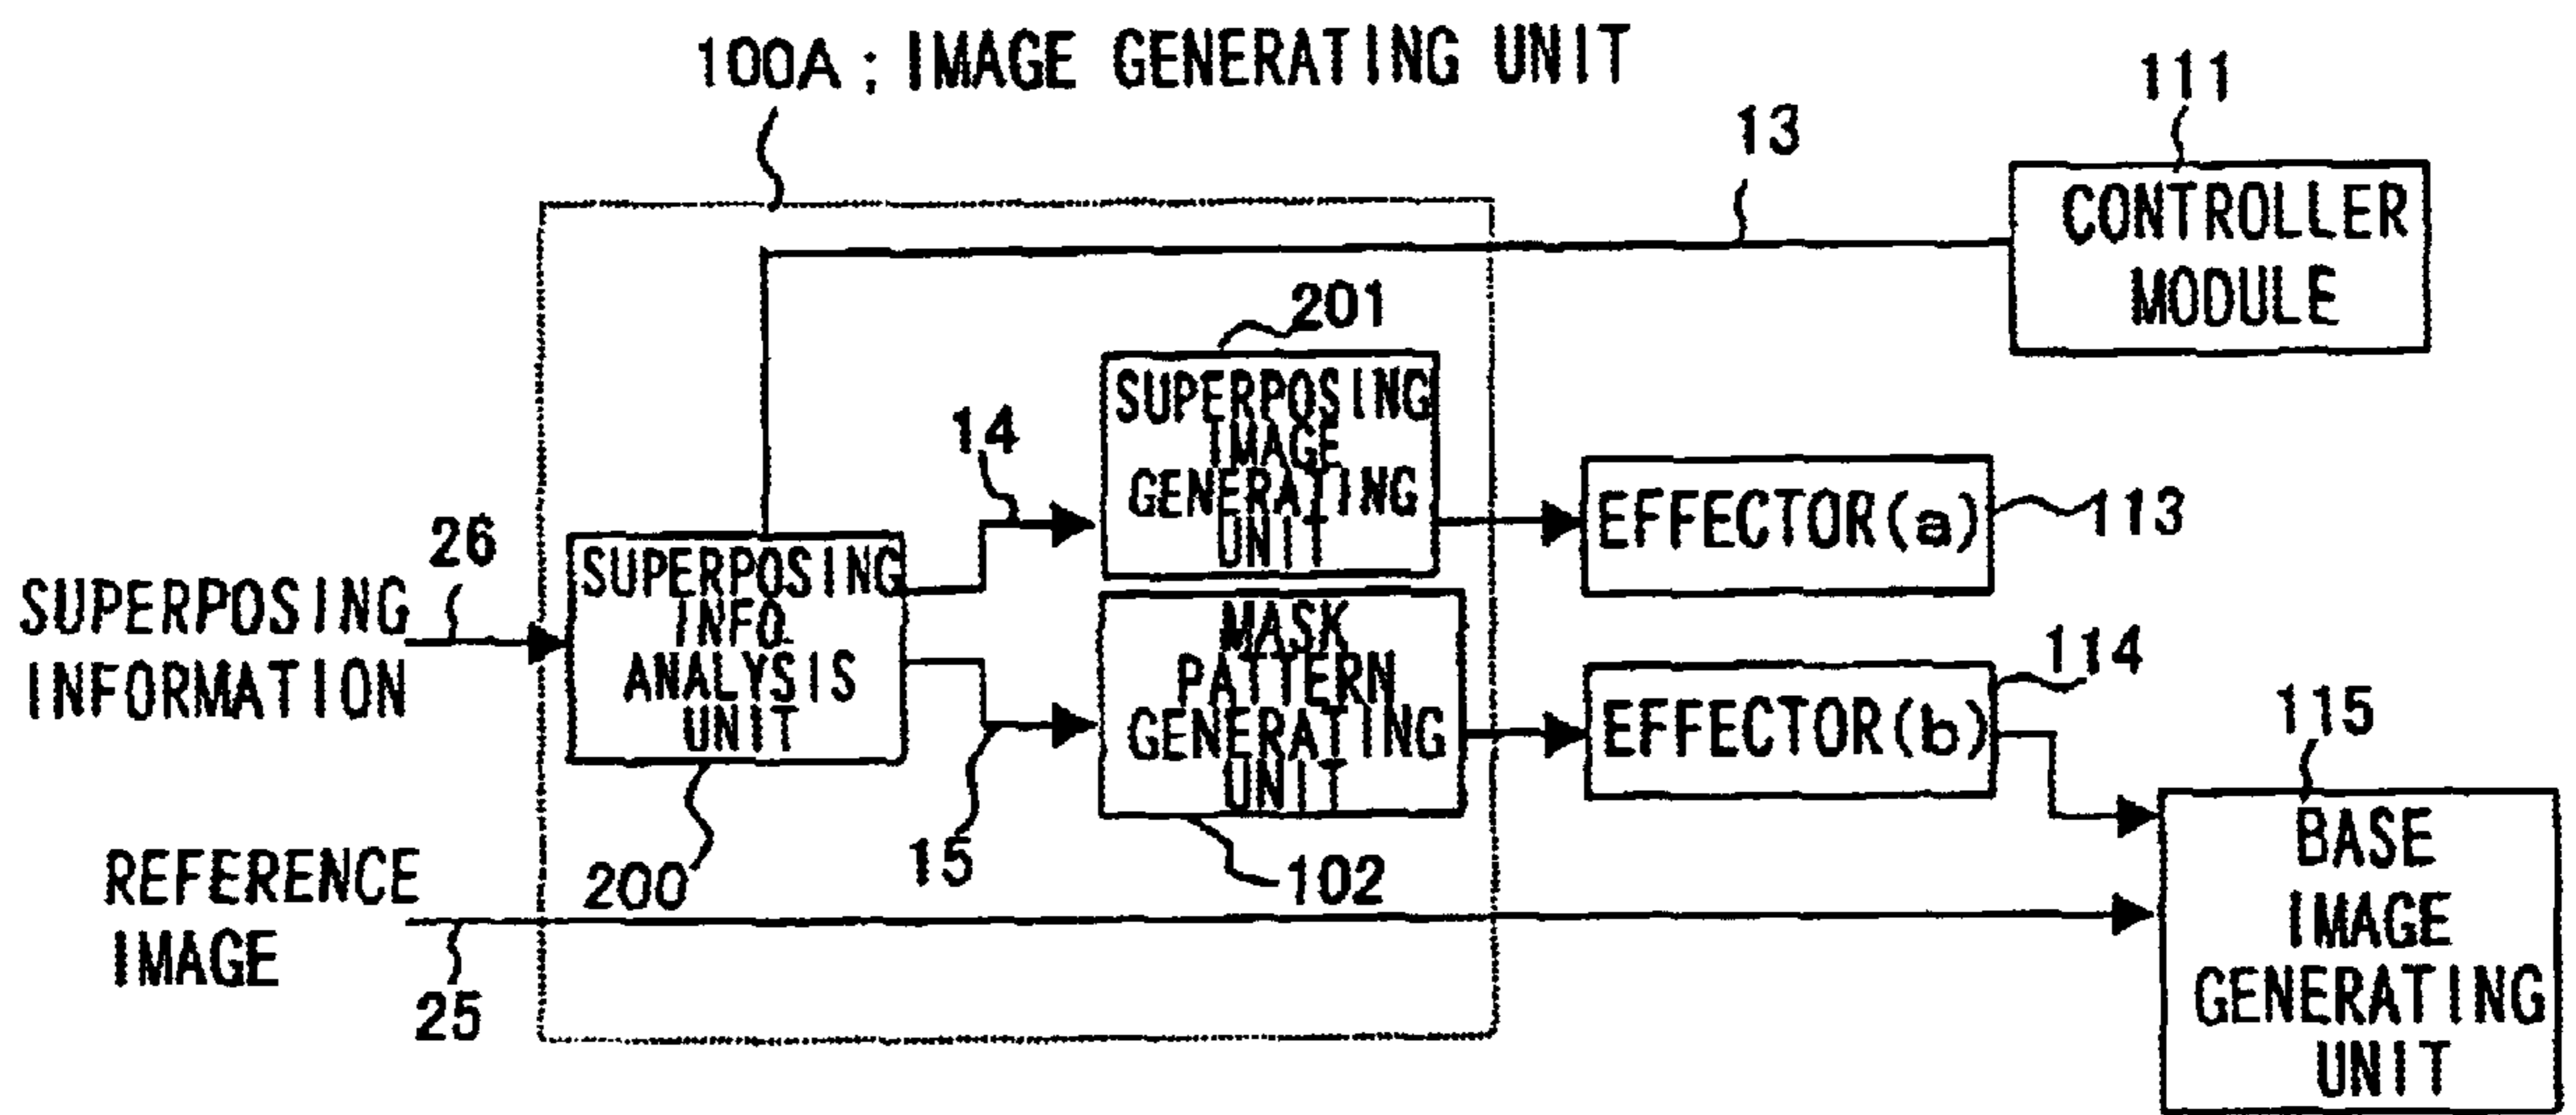 100A ; IMAGE GENERATING UNIT
111
13
CONTROLLER
MODULE
201
SUPERPOSING
IMAGE
GENERATING
UNIT
14
EFFECTOR(a)
113
26
SUPERPOSING
INFORMATION
SUPERPOSING
INFO
ANALYSIS
UNIT
MASK
PATTERN
GENERATING
UNIT
114
EFFECTOR(b)
115
15
200
102
REFERENCE
IMAGE
25
BASE
IMAGE
GENERATING
UNIT